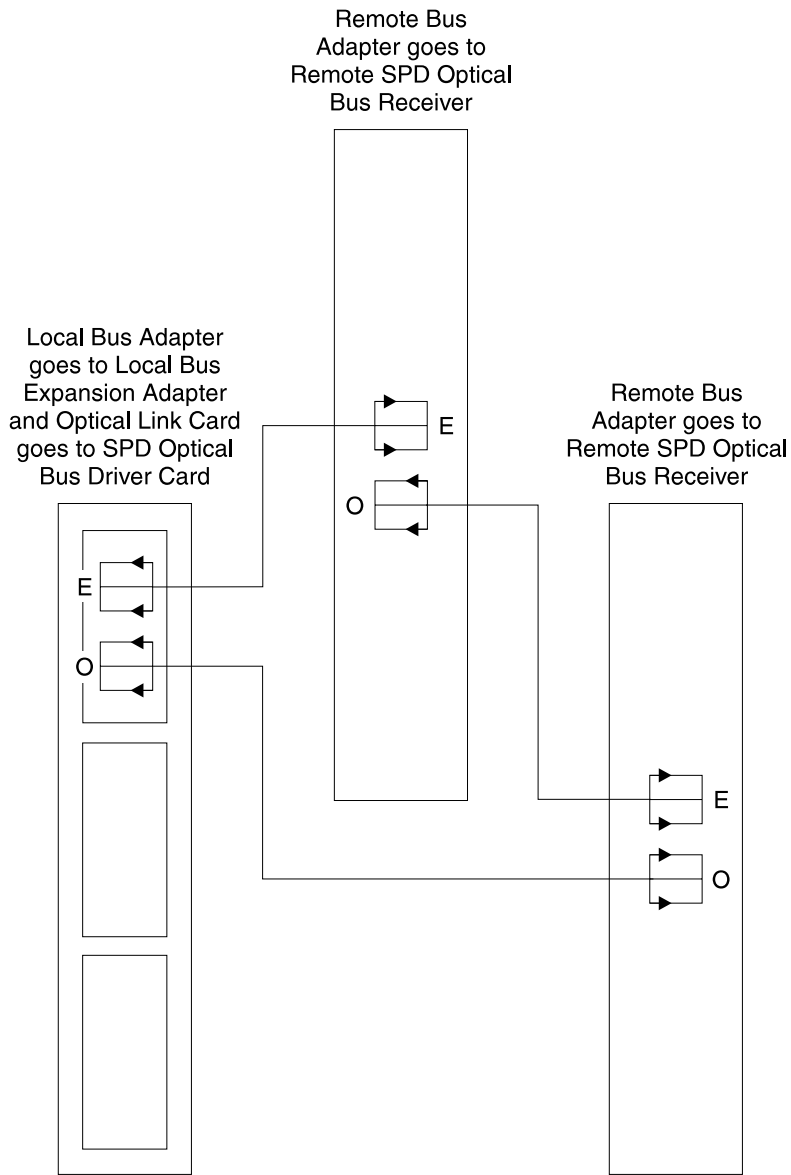 Remote Bus
Adapter goes to
Remote SPD Optical
Bus Receiver
Local Bus Adapter
goes to Local Bus
Expansion Adapter
and Optical Link Card
goes to SPD Optical
Bus Driver Card
Remote Bus
Adapter goes to
Remote SPD Optical
Bus Receiver
E
O
E
O
E
O